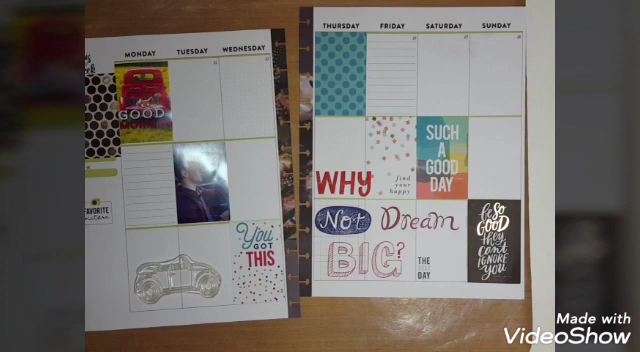 MONDAY
TUESDAY
WEDNESDAY
THURSDAY
FRIDAY
SATURDAY
SUNDAY
GOOD
FAVORITE
You
GOT
THIS
WHY
find
your
happy
SUCH
A
GOOD
DAY
Not Dream
BIG?
THE
DAY
be so
GOOD
they
can't
IGNORE
YOU
Made with
VideoShow